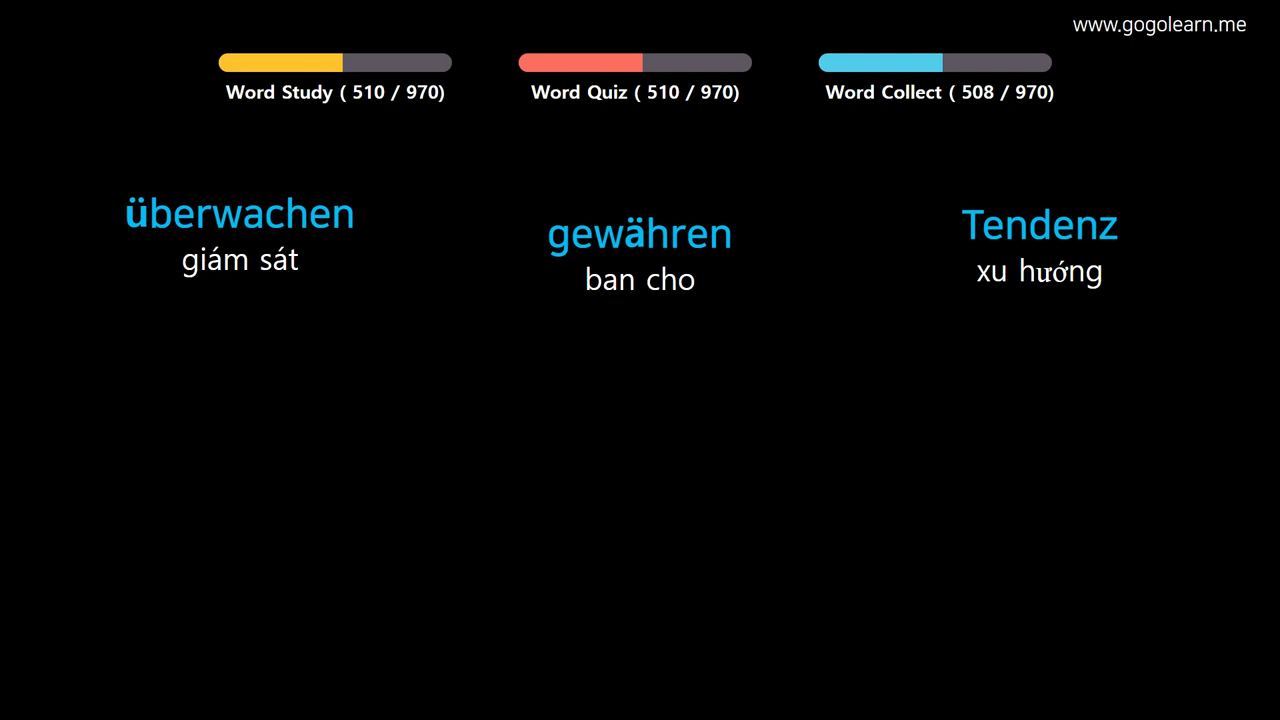 www.gogolearn.me
Word Study ( 510 / 970)
Word Quiz ( 510 / 970)
Word Collect ( 508 / 970)
überwachen
giám sát
gewähren
ban cho
Tendenz
xu hướng